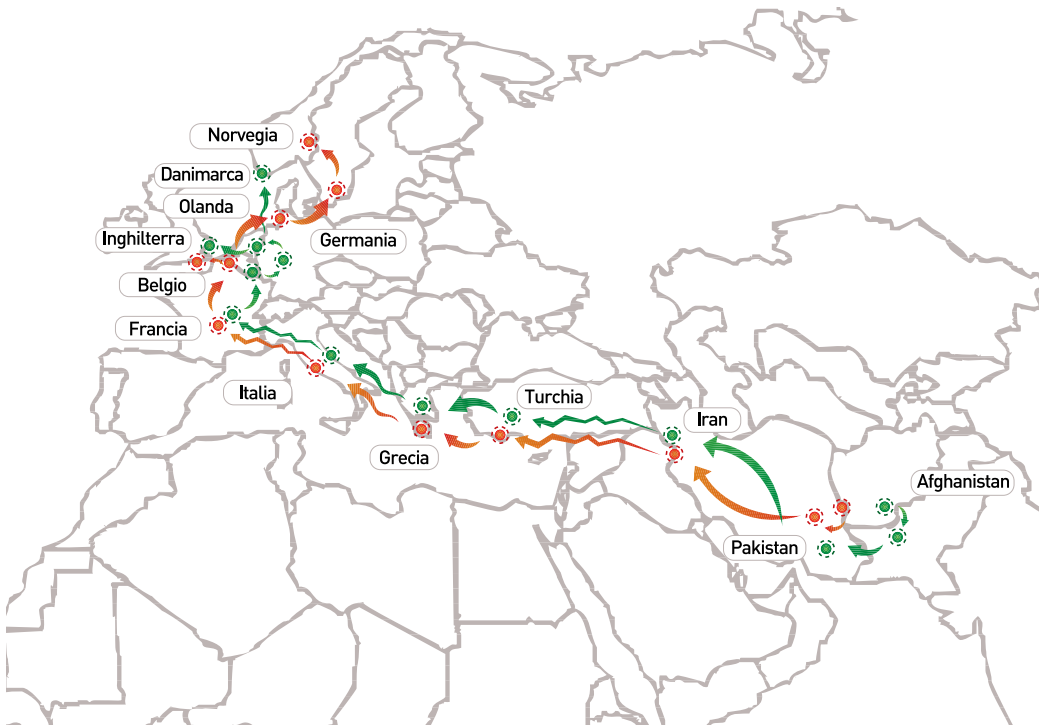 Norvegia
Danimarca
Olanda
Inghilterra
Germania
Belgio
Francia
Italia
Turchia
Iran
Grecia
Afghanistan
Pakistan